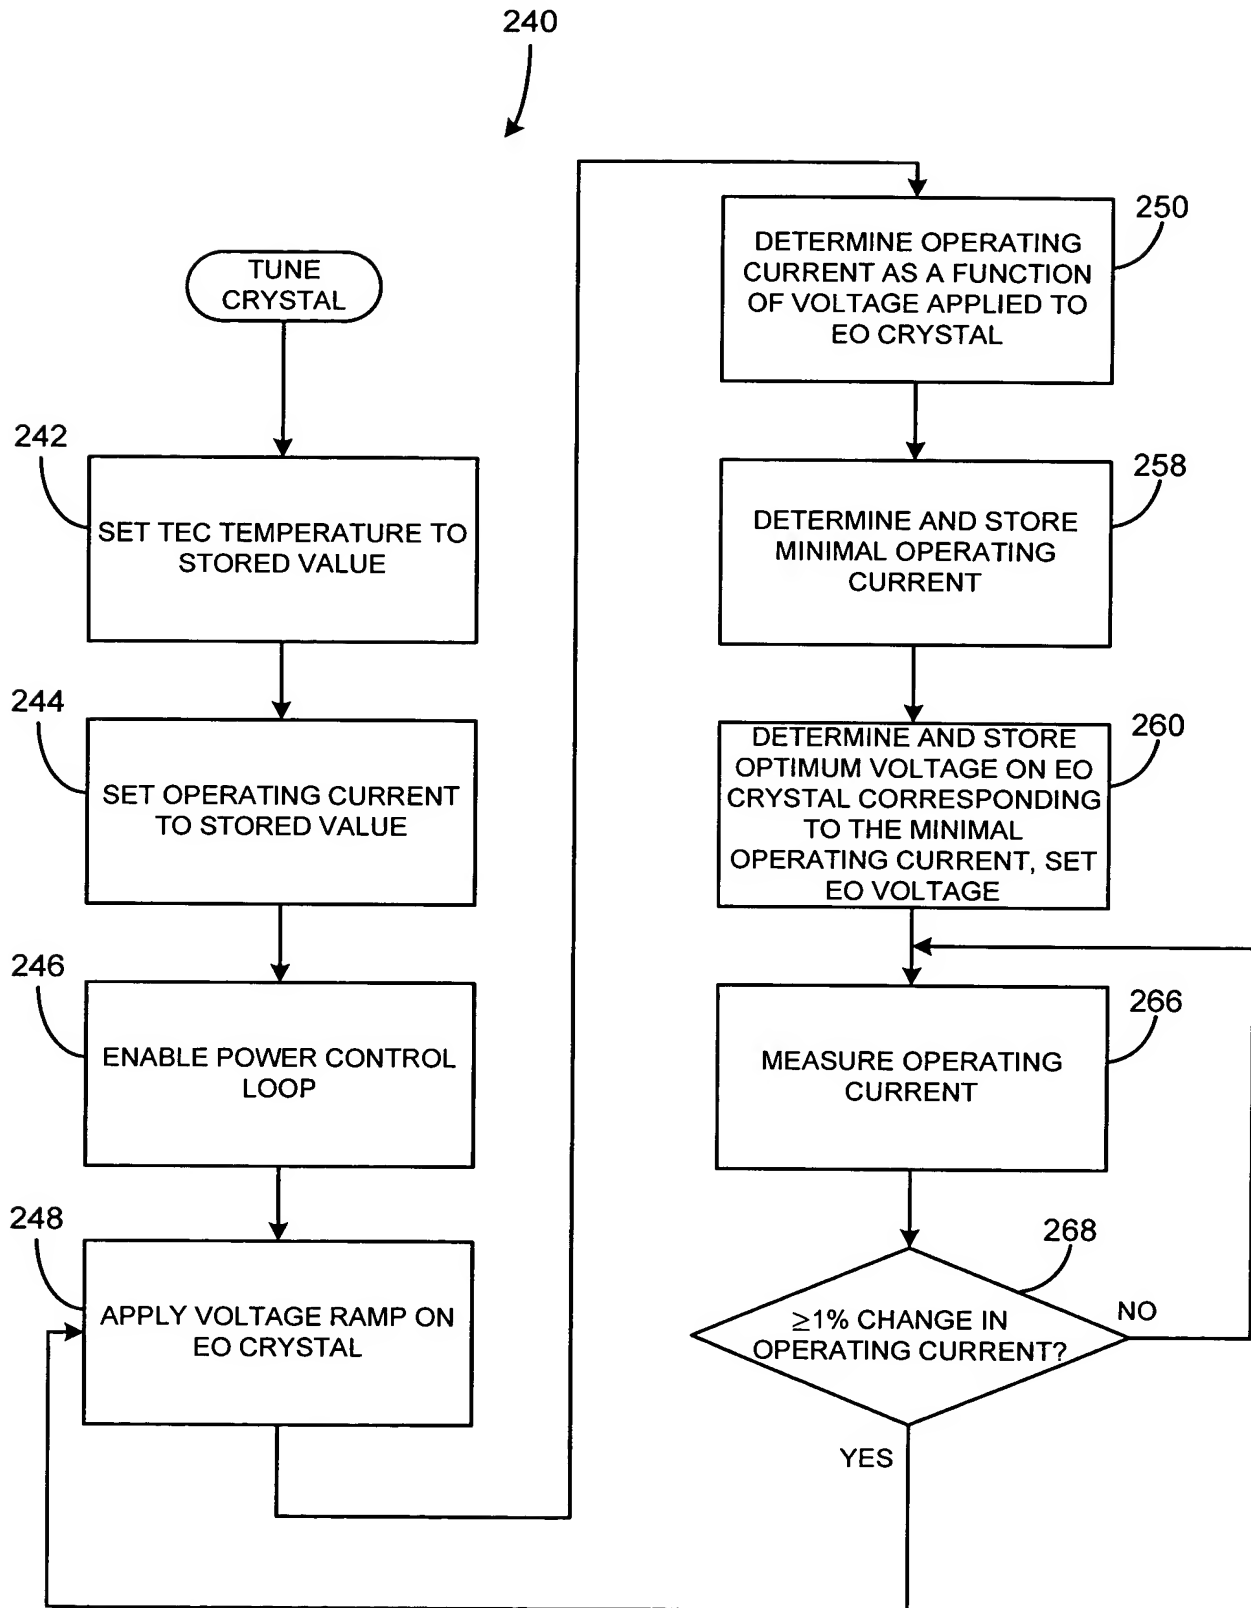 240
TUNE
CRYSTAL
242
SET TEC TEMPERATURE TO
STORED VALUE
244
SET OPERATING CURRENT
TO STORED VALUE
246
ENABLE POWER CONTROL
LOOP
248
APPLY VOLTAGE RAMP ON
EO CRYSTAL
250
DETERMINE OPERATING
CURRENT AS A FUNCTION
OF VOLTAGE APPLIED TO
EO CRYSTAL
258
DETERMINE AND STORE
MINIMAL OPERATING
CURRENT
260
DETERMINE AND STORE
OPTIMUM VOLTAGE ON EO
CRYSTAL CORRESPONDING
TO THE MINIMAL
OPERATING CURRENT, SET
EO VOLTAGE
266
MEASURE OPERATING
CURRENT
268
≥1% CHANGE IN
OPERATING CURRENT?
NO
YES